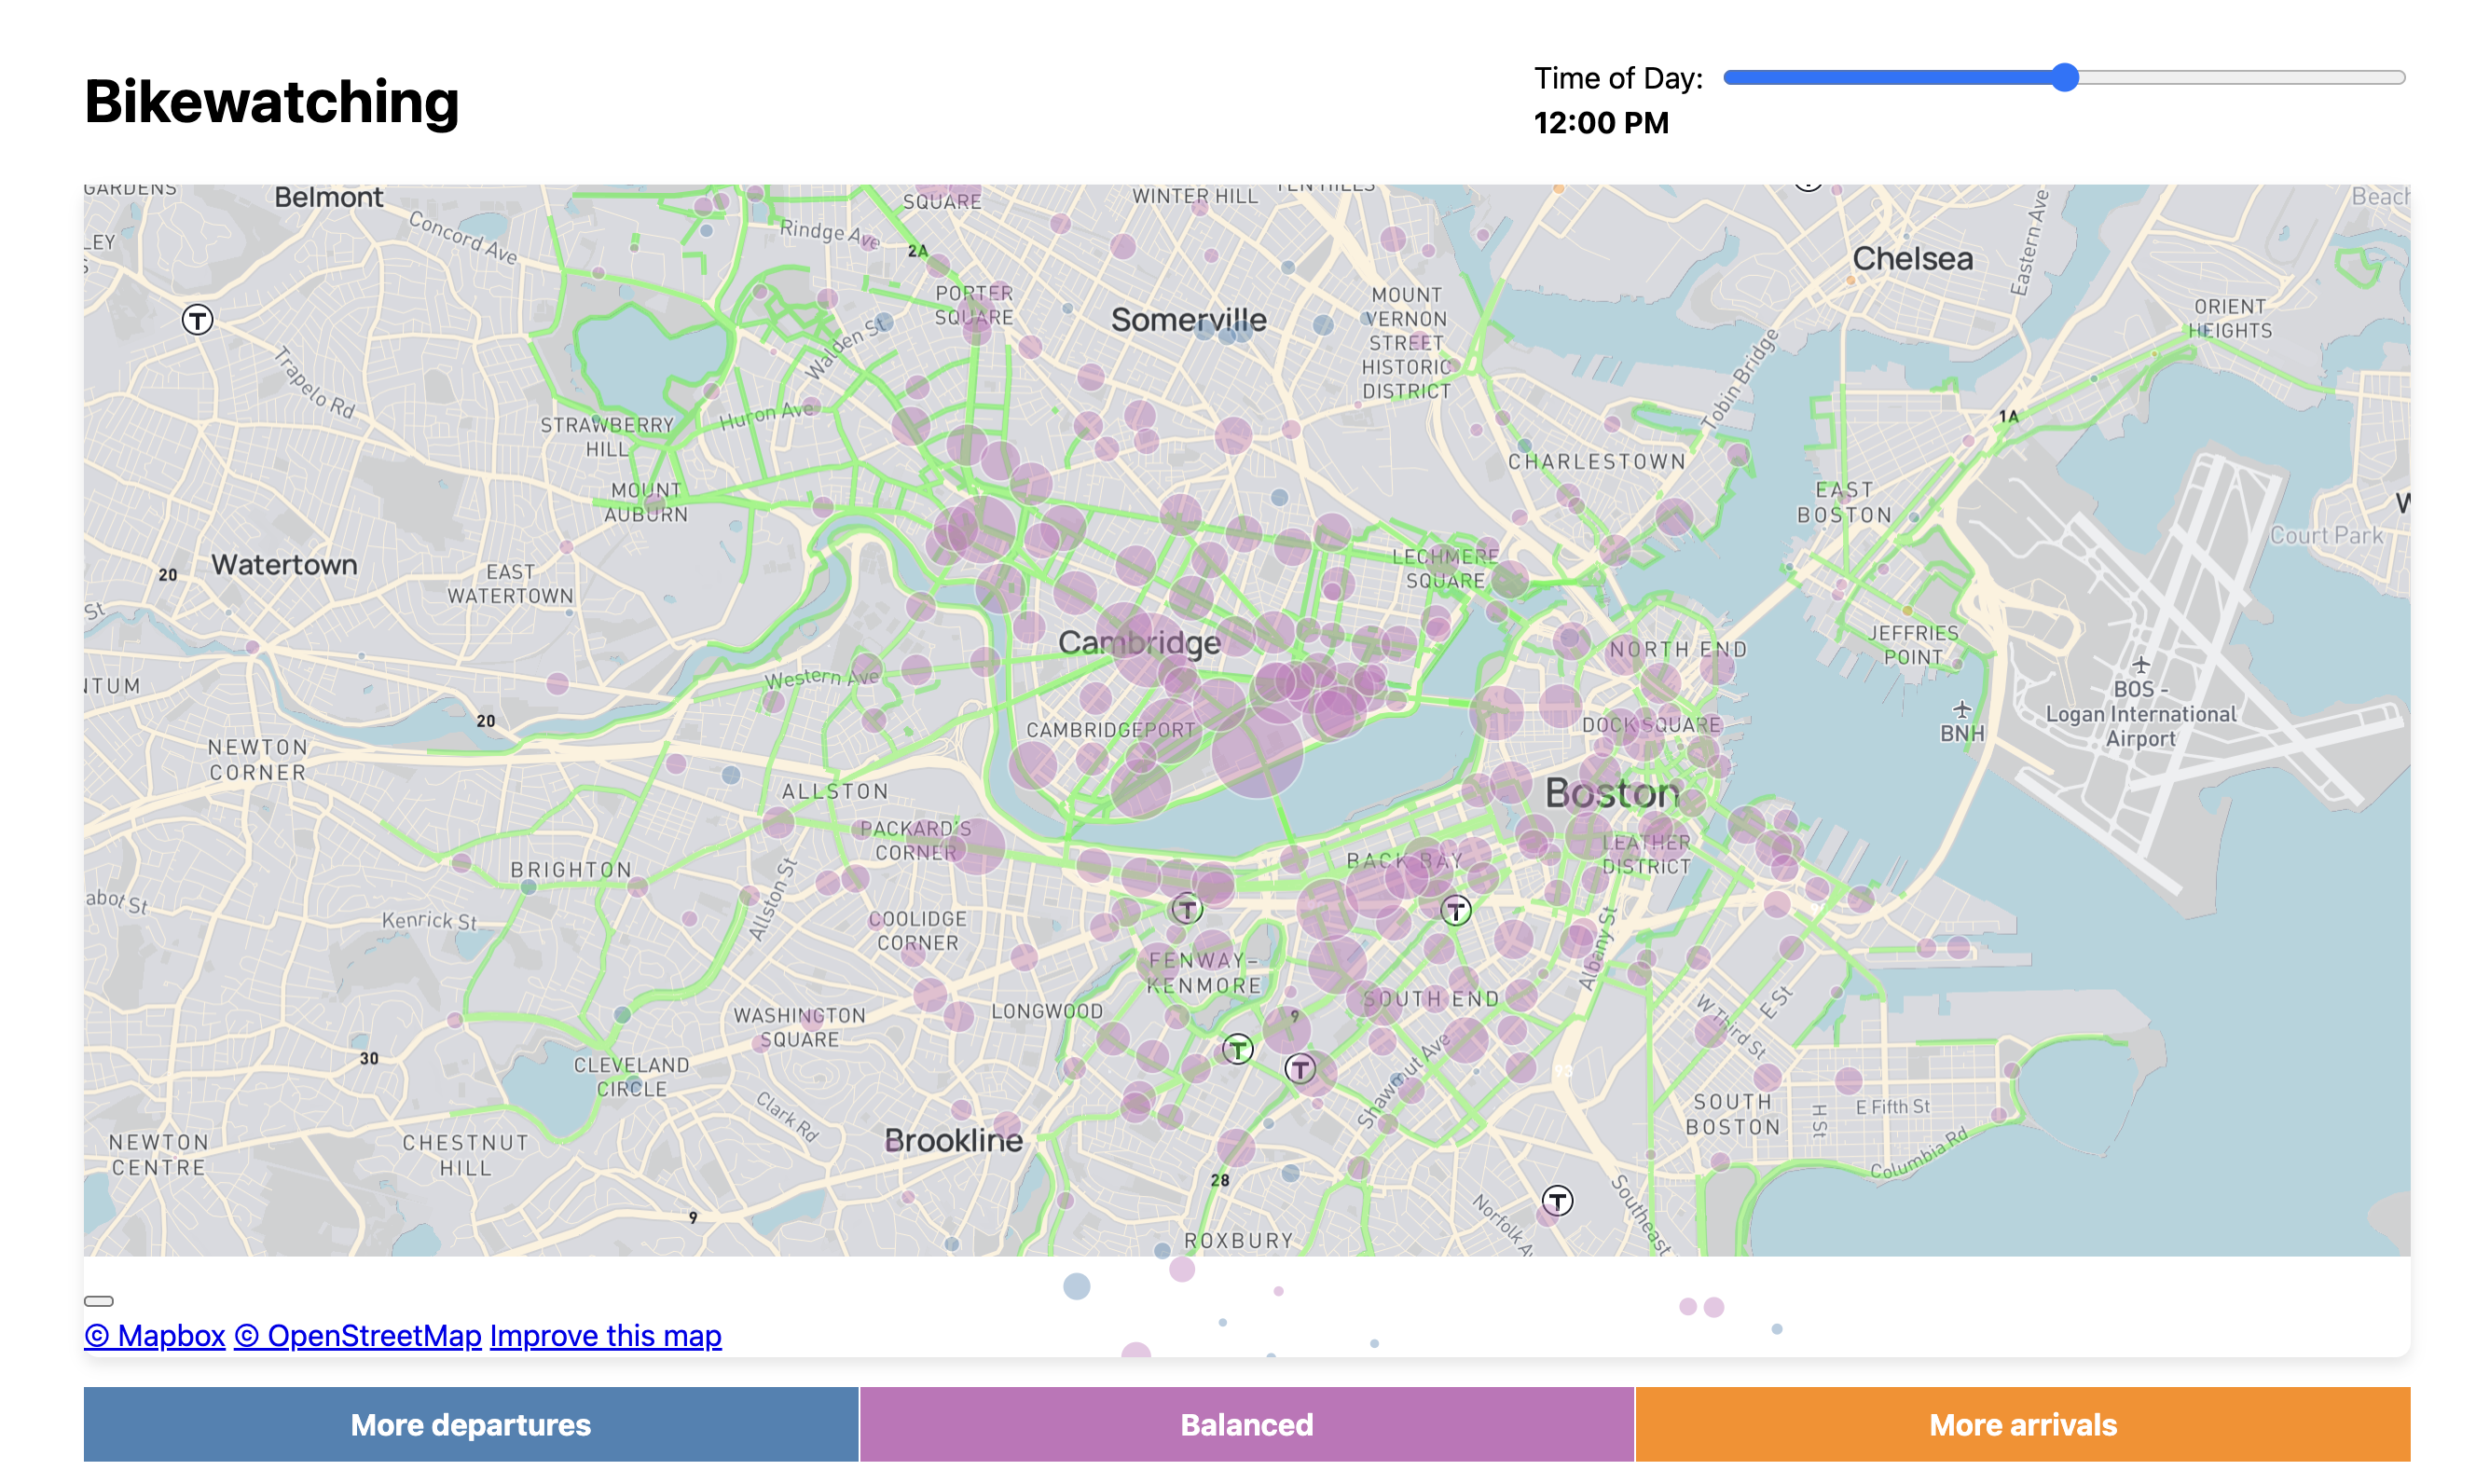 Bikewatching
Time of Day:
12:00 PM
GARDENS
Belmont
Concord Ave
Rindge Ave
SQUARE
2A
WINTER HILL
TEN HILLS
Chelsea
Eastern Ave
Beach
LEY
PORTER
SQUARE
Somerville
MOUNT
VERNON
STREET
HISTORIC
DISTRICT
ORIENT
HEIGHTS
T
Trapelo Rd
Walden St
Tobin Bridge
1A
STRAWBERRY
HILL
Huron Ave
CHARLESTOWN
MOUNT
AUBURN
EAST
BOSTON
W
Court Park
Watertown
20
EAST
WATERTOWN
LECHMERE
SQUARE
St
Cambridge
NORTH END
JEFFRIES
POINT
NTUM
Western Ave
BOS -
Logan International
Airport
20
CAMBRIDGEPORT
DOCK SQUARE
BNH
NEWTON
CORNER
ALLSTON
Boston
PACKARD'S
CORNER
BACK BAY
LEATHER
DISTRICT
BRIGHTON
Allston St
abot St
Kenrick St
COOLIDGE
CORNER
T
T
Albany St
FENWAY–
KENMORE
SOUTH END
LONGWOOD
WASHINGTON
SQUARE
9
W Third St
E St
30
CLEVELAND
CIRCLE
T
T
Shawmut Ave
93
Clark Rd
SOUTH
BOSTON
H St
E Fifth St
Columbia Rd
NEWTON
CENTRE
CHESTNUT
HILL
Brookline
28
T
9
Norfolk Av
Southeast
ROXBURY
© Mapbox © OpenStreetMap Improve this map
More departures
Balanced
More arrivals